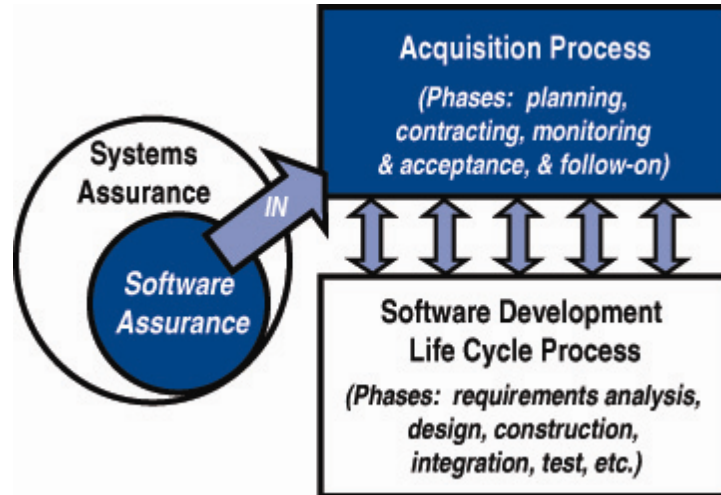 Systems
Assurance
Software
Assurance
IN
Acquisition Process
(Phases: planning,
contracting, monitoring
& acceptance, & follow-on)
Software Development
Life Cycle Process
(Phases: requirements analysis,
design, construction,
integration, test, etc.)